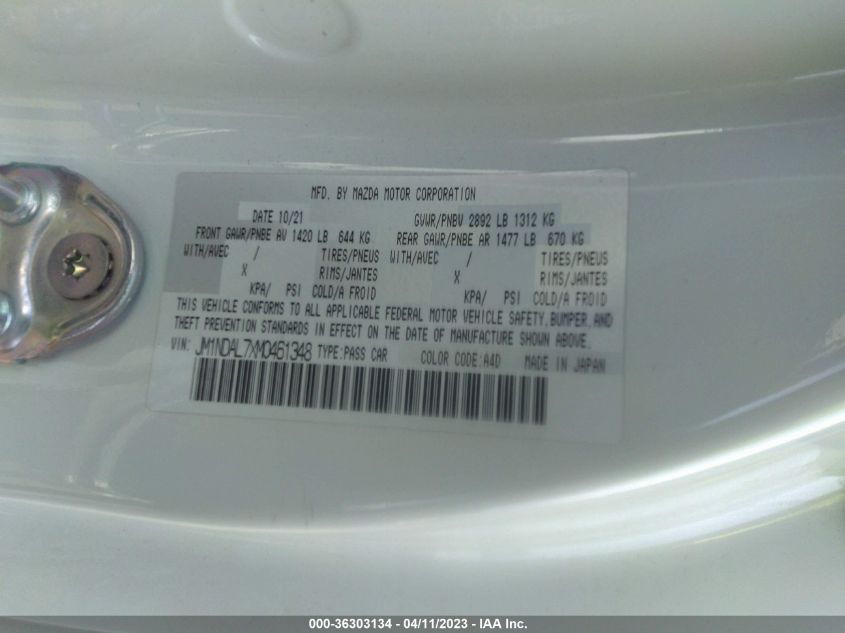 MFD. BY MAZDA MOTOR CORPORATION
DATE 10/21 GVWR/PNBV 2892 LB 1312 KG
FRONT GAWR/PNBE AV 1420 LB 644 KG REAR GAWR/PNBE AR 1477 LB 670 KG
WITH/AVEC / TIRES/PNEUS WITH/AVEC / TIRES/PNEUS
X RIMS/JANTES X RIMS/JANTES
KPA/ PSI COLD/A FROID KPA/ PSI COLD/A FROID
THIS VEHICLE CONFORMS TO ALL APPLICABLE FEDERAL MOTOR VEHICLE SAFETY, BUMPER, AND
THEFT PREVENTION STANDARDS IN EFFECT ON THE DATE OF MANUFACTURE SHOWN ABOVE.
VIN: JM1NDAL7XM0461348 TYPE:PASS CAR COLOR CODE:A4D MADE IN JAPAN
000-36303134 - 04/11/2023 - IAA Inc.